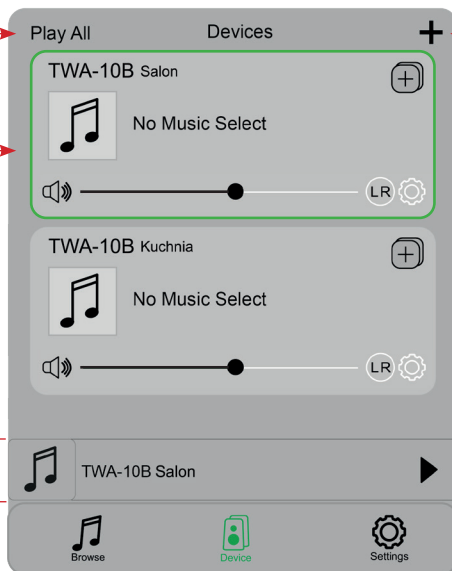 Play All Devices +
TWA-10B Salon
No Music Select
LR
TWA-10B Kuchnia
No Music Select
LR
TWA-10B Salon
Browse Device Settings